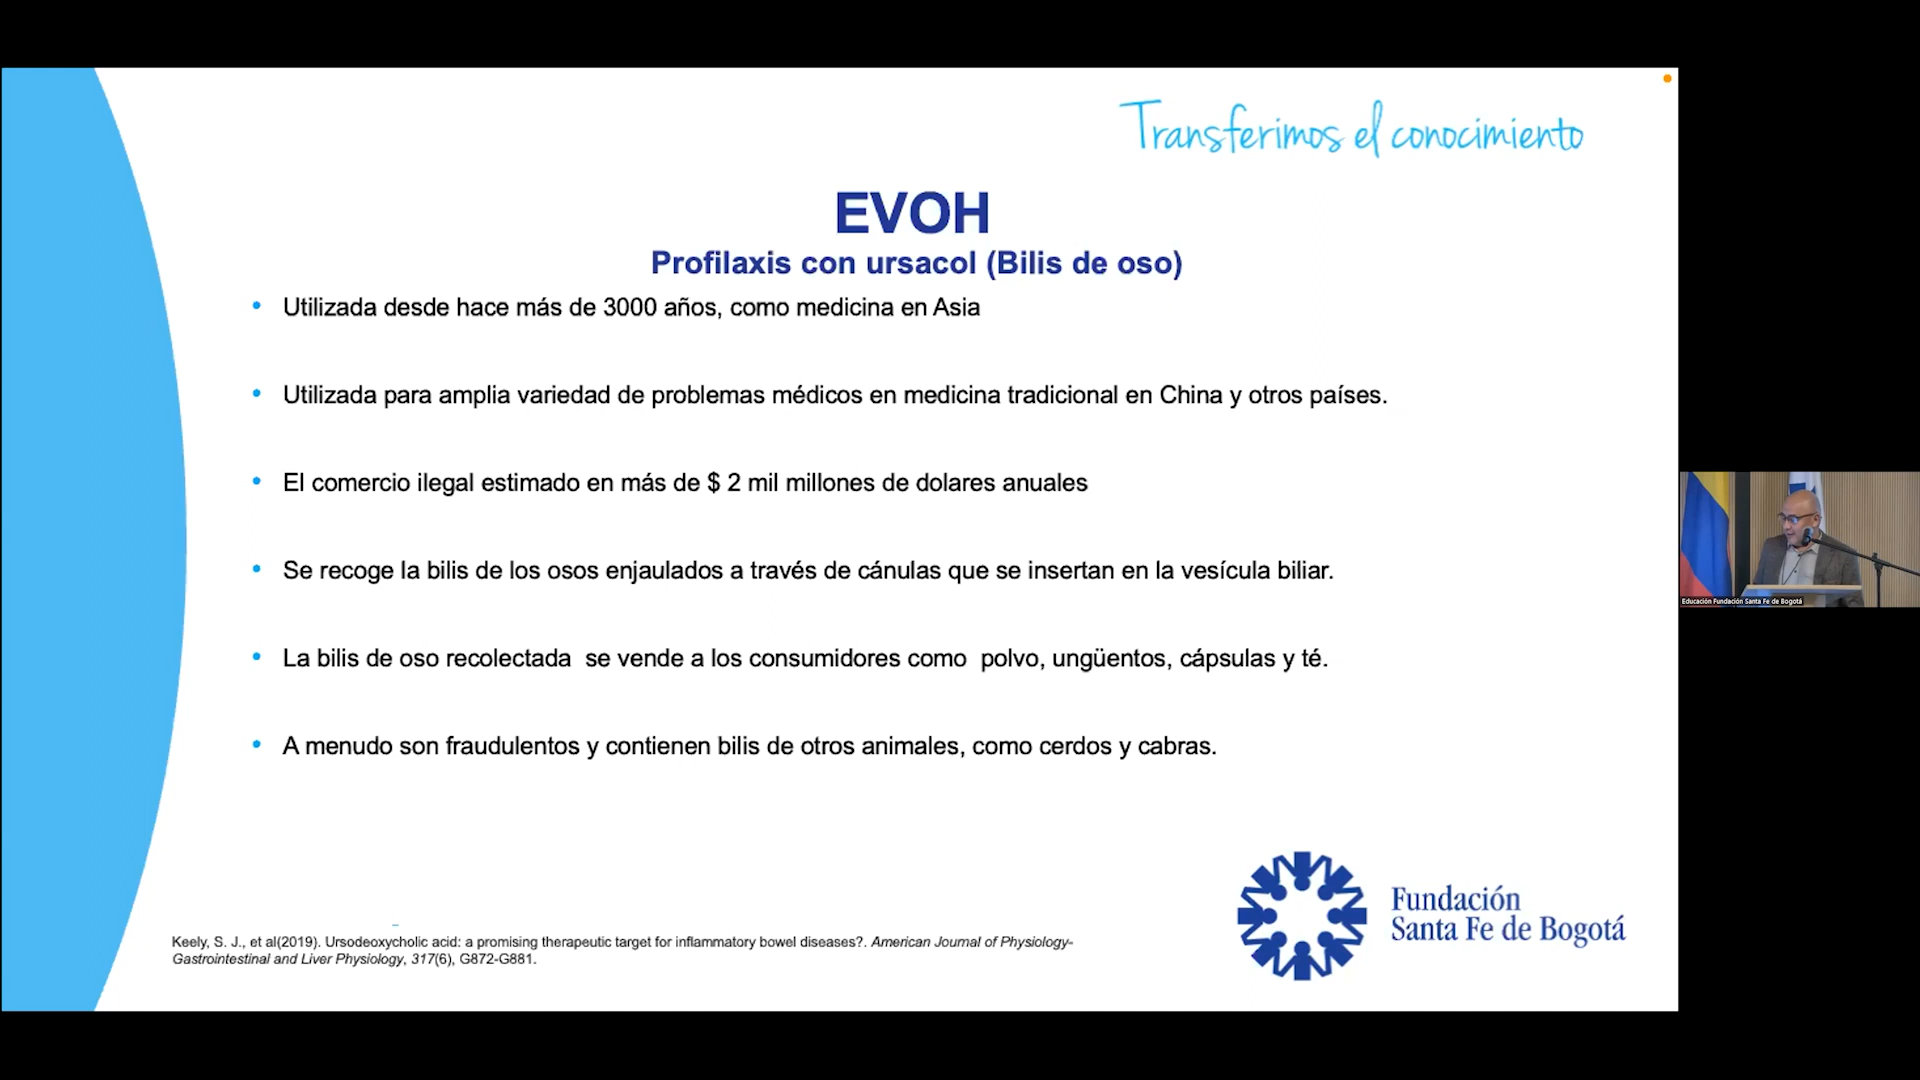 Transferimos el conocimiento
EVOH
Profilaxis con ursacol (Bilis de oso)
• Utilizada desde hace más de 3000 años, como medicina en Asia
• Utilizada para amplia variedad de problemas médicos en medicina tradicional en China y otros países.
• El comercio ilegal estimado en más de $ 2 mil millones de dolares anuales
• Se recoge la bilis de los osos enjaulados a través de cánulas que se insertan en la vesícula biliar.
• La bilis de oso recolectada  se vende a los consumidores como  polvo, ungüentos, cápsulas y té.
• A menudo son fraudulentos y contienen bilis de otros animales, como cerdos y cabras.
Keely, S. J., et al(2019). Ursodeoxycholic acid: a promising therapeutic target for inflammatory bowel diseases?. American Journal of Physiology-
Gastrointestinal and Liver Physiology, 317(6), G872-G881.
Fundación
Santa Fe de Bogotá
Educación Fundación Santa Fe de Bogotá